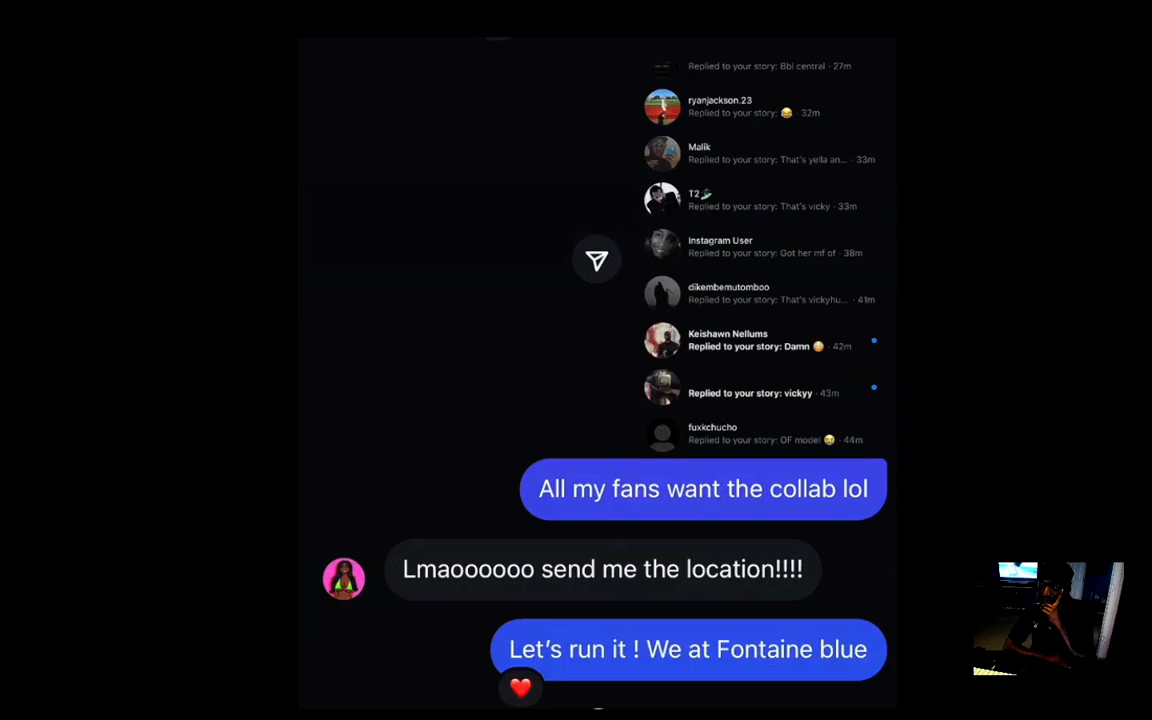 Replied to your story: Bbl central · 27m
ryanjackson.23
Replied to your story: 😂 · 32m
Malik
Replied to your story: That's yella an... · 33m
T2
Replied to your story: That's vicky · 33m
Instagram User
Replied to your story: Got her mf of · 38m
dikembemutomboo
Replied to your story: That's vickyhu... · 41m
Keishawn Nellums
Replied to your story: Damn 😳 · 42m
Replied to your story: vickyy · 43m
fuxkchucho
Replied to your story: OF model 😂 · 44m
All my fans want the collab lol
Lmaoooooo send me the location!!!!
Let's run it ! We at Fontaine blue
❤️